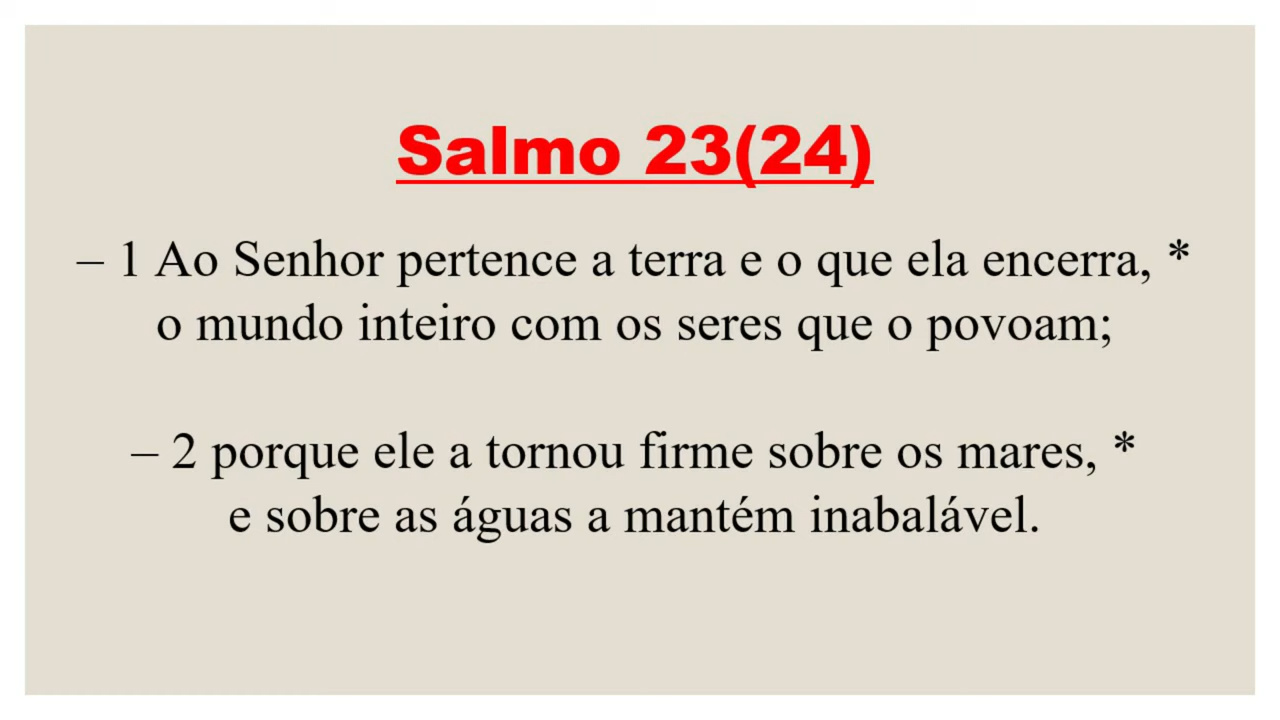 Salmo 23(24)
– 1 Ao Senhor pertence a terra e o que ela encerra, *
o mundo inteiro com os seres que o povoam;
– 2 porque ele a tornou firme sobre os mares, *
e sobre as águas a mantém inabalável.